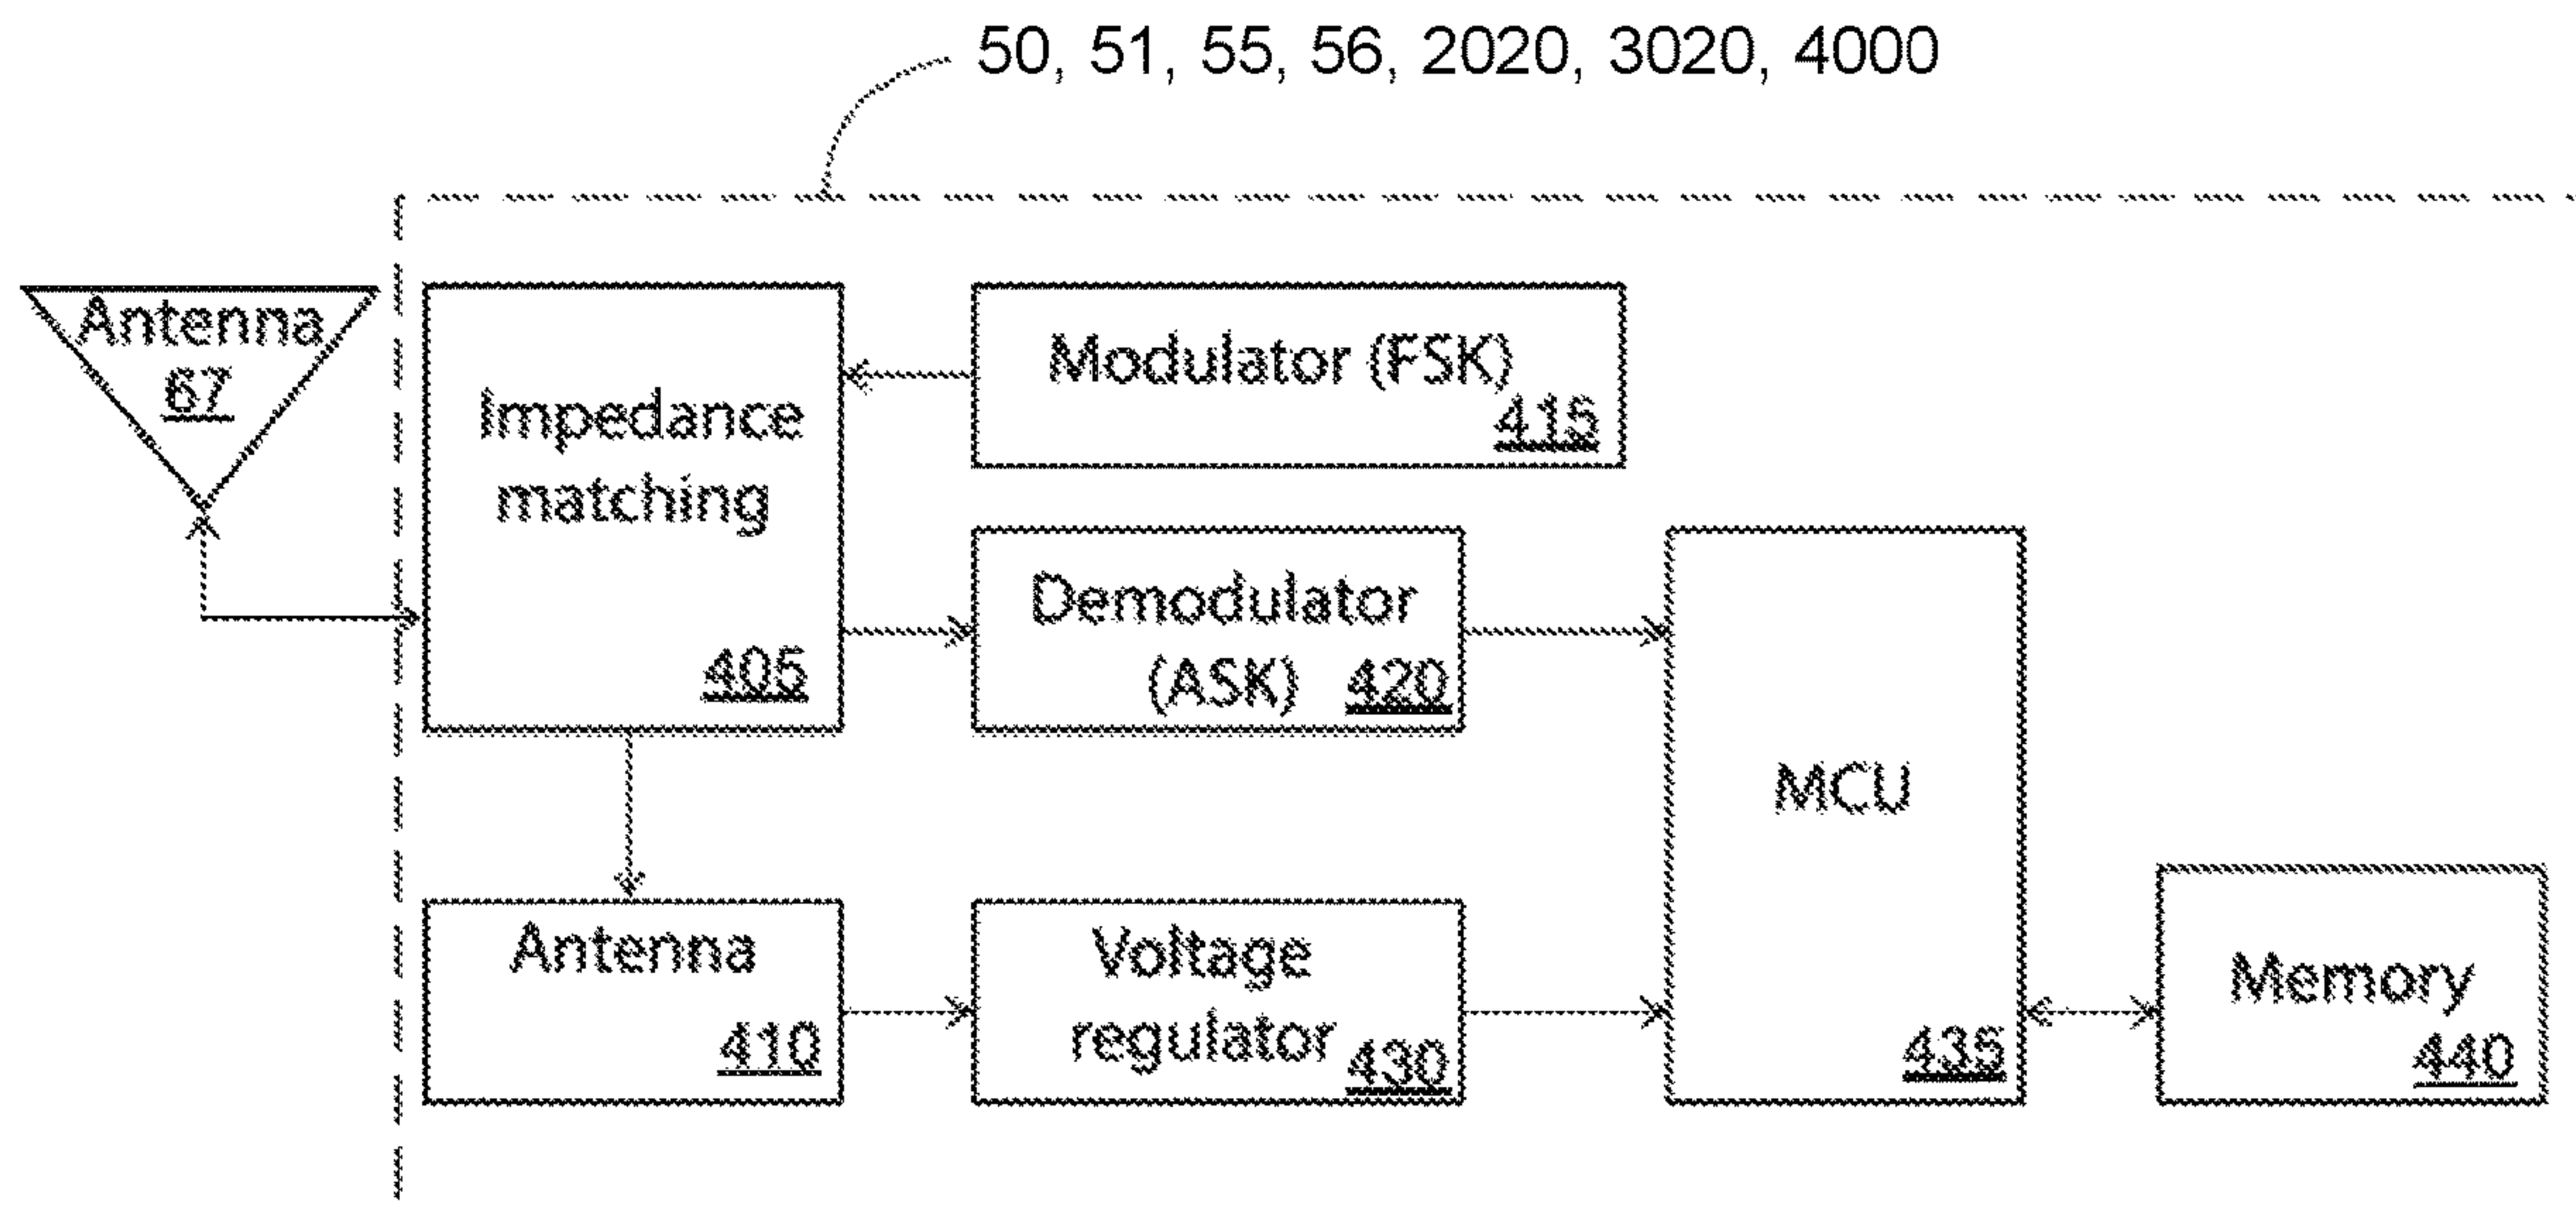 50, 51, 55, 56, 2020, 3020, 4000
Antenna
67
Impedance
matching
405
Modulator (FSK)
415
Demodulator
(ASK) 420
MCU
435
Antenna
410
Voltage
regulator 430
Memory
440